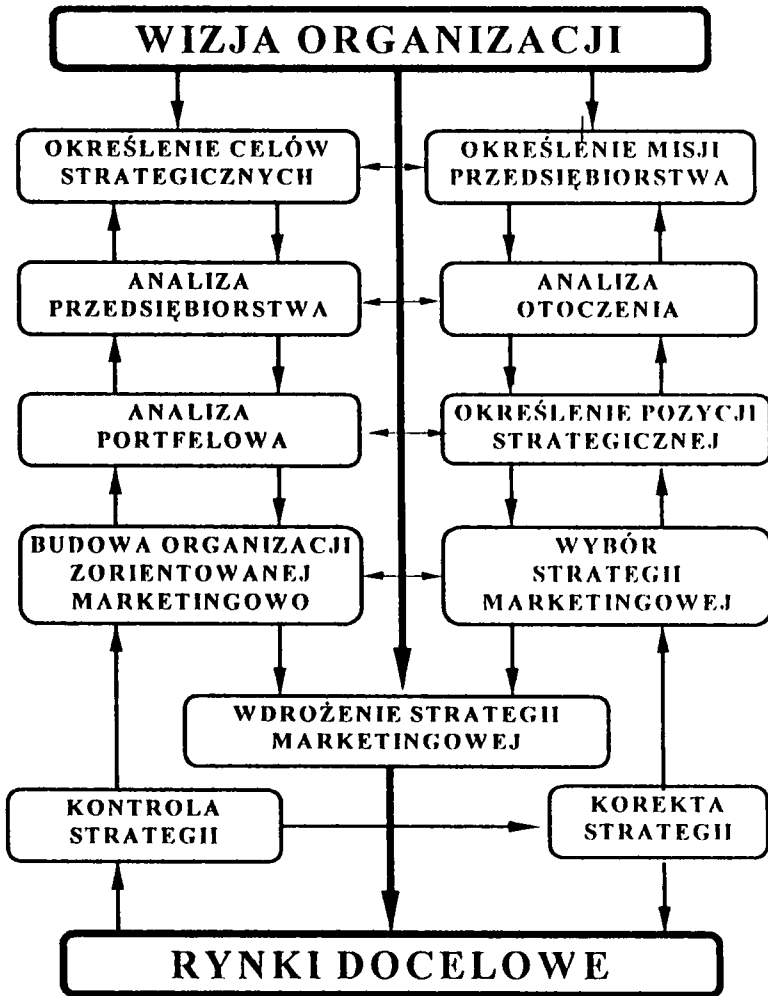 WIZJA ORGANIZACJI
OKREŚLENIE CELÓW
STRATEGICZNYCH
OKREŚLENIE MISJI
PRZEDSIĘBIORSTWA
ANALIZA
PRZEDSIĘBIORSTWA
ANALIZA
OTOCZENIA
ANALIZA
PORTFELOWA
OKREŚLENIE POZYCJI
STRATEGICZNEJ
BUDOWA ORGANIZACJI
ZORIENTOWANEJ
MARKETINGOWO
WYBÓR
STRATEGII
MARKETINGOWEJ
WDROŻENIE STRATEGII
MARKETINGOWEJ
KONTROLA
STRATEGII
KOREKTA
STRATEGII
RYNKI DOCELOWE